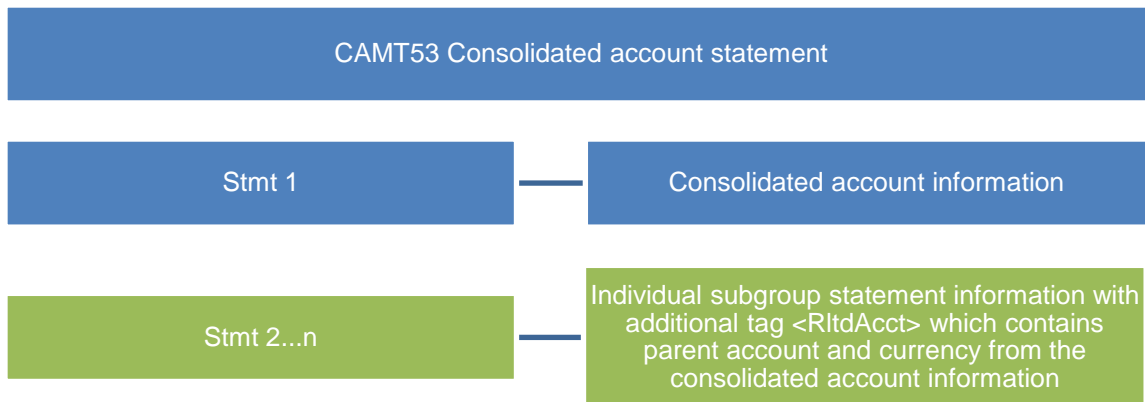 CAMT53 Consolidated account statement
Stmt 1
Consolidated account information
Stmt 2...n
Individual subgroup statement information with
additional tag <RltdAcct> which contains
parent account and currency from the
consolidated account information